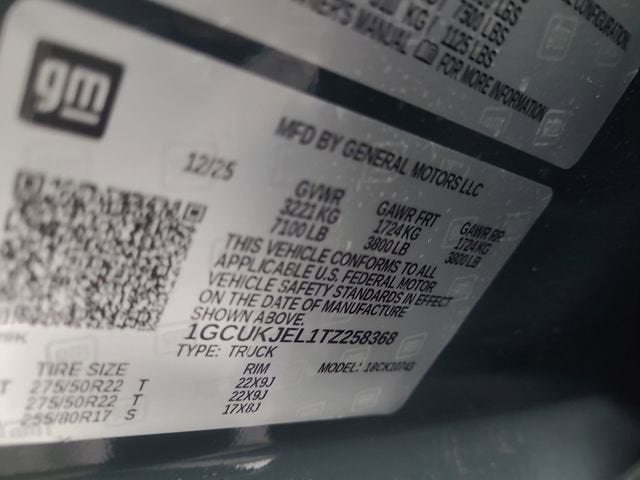 7500 LBS
KG / 1125 LBS
OWNER'S MANUAL FOR MORE INFORMATION
gm
MFD BY GENERAL MOTORS LLC
12/25
GVWR GAWR FRT GAWR RR
3221 KG 1724 KG 1724 KG
7100 LB 3800 LB 3800 LB
THIS VEHICLE CONFORMS TO ALL
APPLICABLE U.S. FEDERAL MOTOR
VEHICLE SAFETY STANDARDS IN EFFECT
ON THE DATE OF MANUFACTURE
SHOWN ABOVE.
1GCUKJEL1TZ258368
TYPE: TRUCK MODEL: 18CK10743
TIRE SIZE RIM
275/50R22 T 22X9J
275/50R22 T 22X9J
255/80R17 S 17X8J